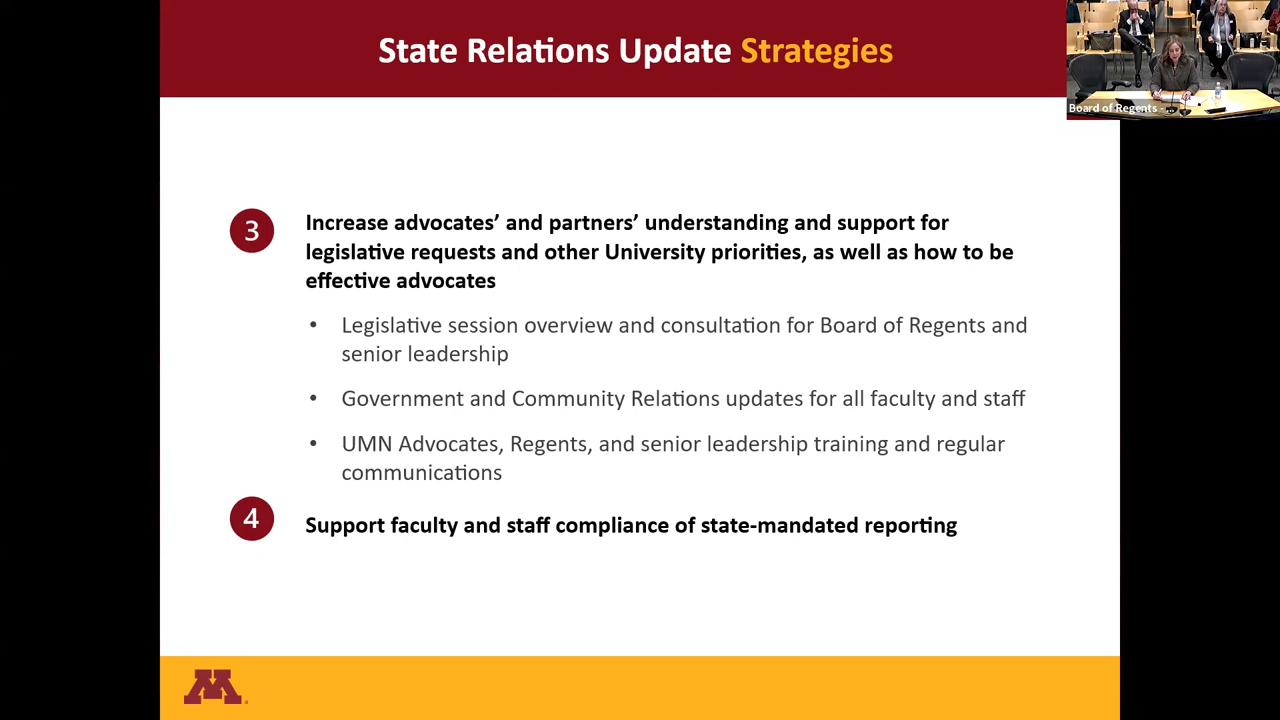 State Relations Update Strategies
Board of Regents - ...
3
Increase advocates’ and partners’ understanding and support for
legislative requests and other University priorities, as well as how to be
effective advocates
• Legislative session overview and consultation for Board of Regents and
senior leadership
• Government and Community Relations updates for all faculty and staff
• UMN Advocates, Regents, and senior leadership training and regular
communications
4
Support faculty and staff compliance of state-mandated reporting
M